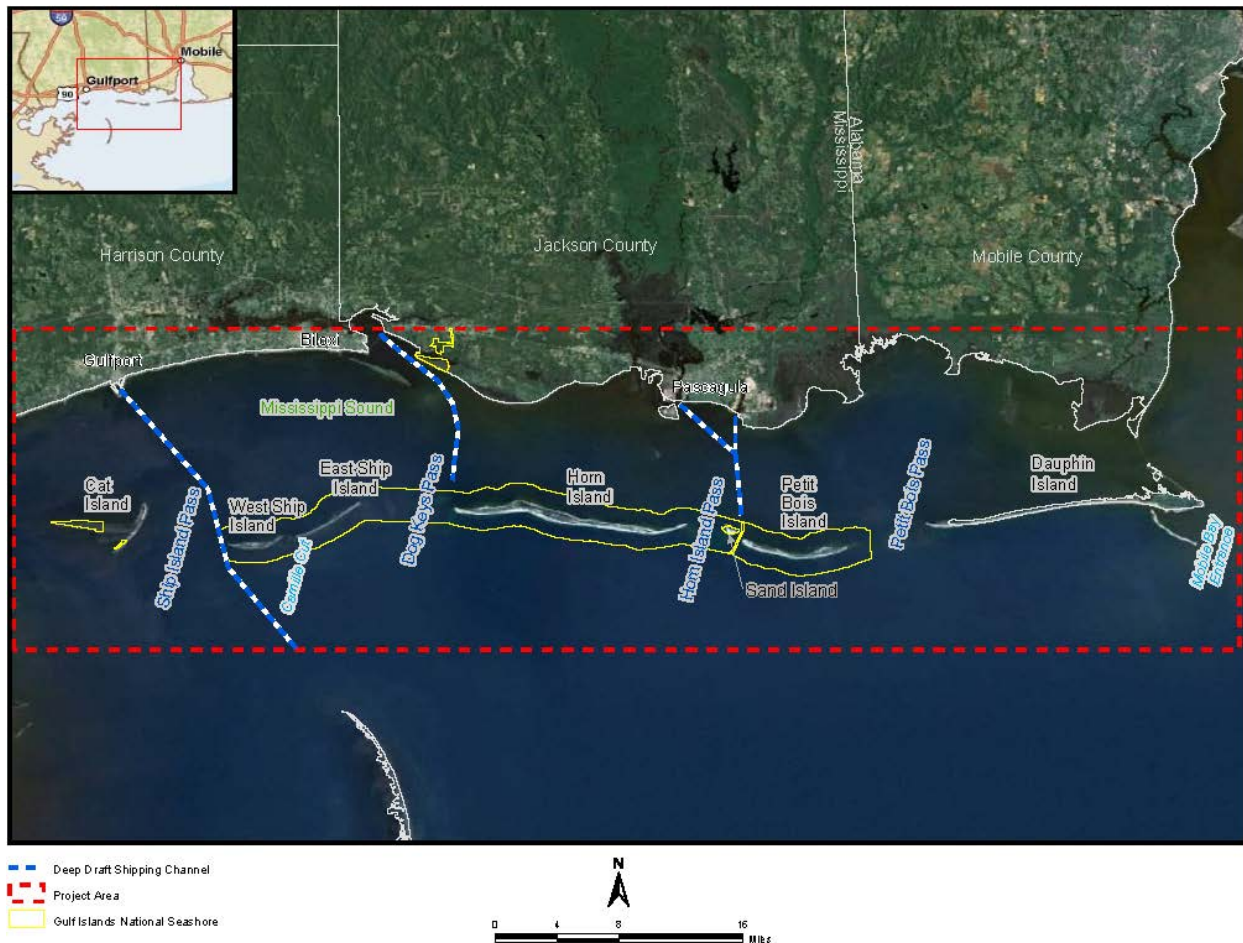 59
Mobile
Gulfport
90
Alabama
Mississippi
Harrison County
Jackson County
Mobile County
Biloxi
Gulfport
Pascagula
Mississippi Sound
Cat
Island
Ship Island Pass
West Ship
Island
East Ship
Island
Camille Cut
Dog Keys Pass
Horn
Island
Horn Island Pass
Petit
Bois
Island
Sand Island
Petit Bois Pass
Dauphin
Island
Mobile Bay
Entrance
Deep Draft Shipping Channel
Project Area
Gulf Islands National Seashore
N
0 4 8 16
Miles